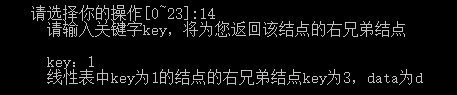 请选择你的操作[0~23]:14
请输入关键字key，将为您返回该结点的右兄弟结点
key：1
线性表中key为1的结点的右兄弟结点key为3，data为d